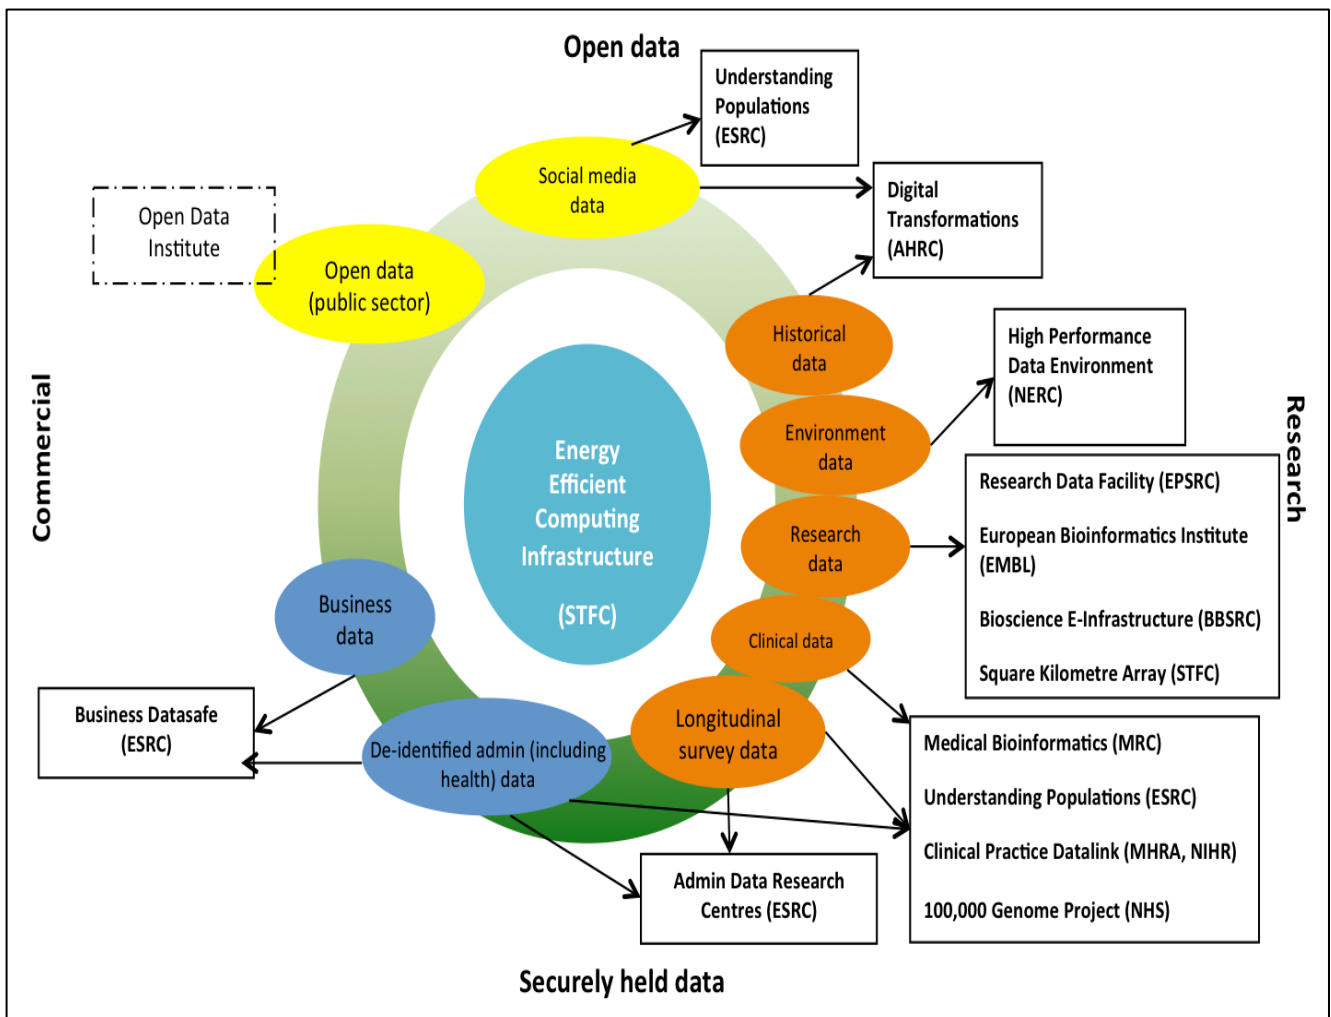 Open data
Understanding
Populations
(ESRC)
Social media
data
Digital
Transformations
(AHRC)
Open Data
Institute
Open data
(public sector)
Historical
data
High Performance
Data Environment
(NERC)
Commercial
Research
Environment
data
Energy
Efficient
Computing
Infrastructure
(STFC)
Research
data
Research Data Facility (EPSRC)
European Bioinformatics Institute
(EMBL)
Bioscience E-Infrastructure (BBSRC)
Square Kilometre Array (STFC)
Business
data
Clinical data
Business Datasafe
(ESRC)
De-identified admin (including
health) data
Longitudinal
survey data
Medical Bioinformatics (MRC)
Understanding Populations (ESRC)
Clinical Practice Datalink (MHRA, NIHR)
100,000 Genome Project (NHS)
Admin Data Research
Centres (ESRC)
Securely held data